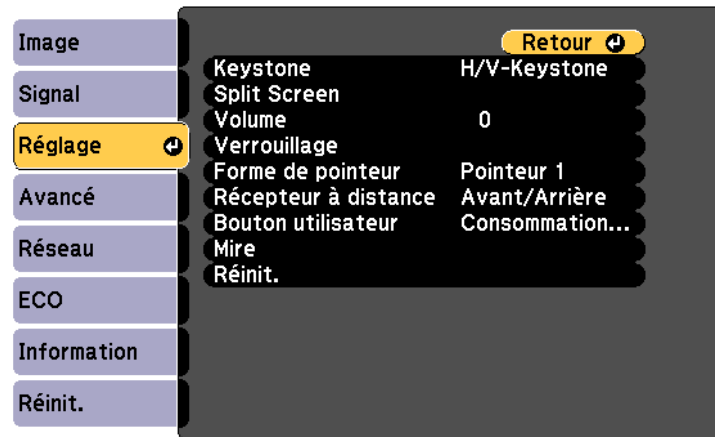 Image
Signal
Réglage
Avancé
Réseau
ECO
Information
Réinit.
Retour
Keystone H/V-Keystone
Split Screen
Volume 0
Verrouillage
Forme de pointeur Pointeur 1
Récepteur à distance Avant/Arrière
Bouton utilisateur Consommation...
Mire
Réinit.